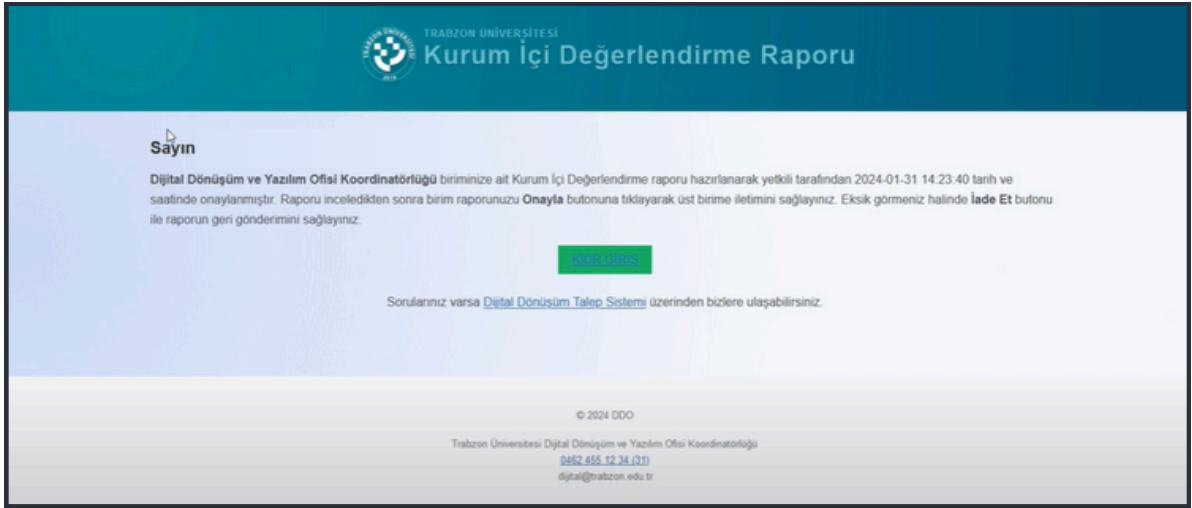 TRABZON ÜNİVERSİTESİ
Kurum İçi Değerlendirme Raporu
Sayın
Dijital Dönüşüm ve Yazılım Ofisi Koordinatörlüğü biriminize ait Kurum İçi Değerlendirme raporu hazırlanarak yetkili tarafından 2024-01-31 14:23:40 tarih ve
saatinde onaylanmıştır. Raporu inceledikten sonra birim raporunuzu Onayla butonuna tıklayarak üst birime iletimini sağlayınız. Eksik görmeniz halinde İade Et butonu
ile raporun geri gönderimini sağlayınız.
KİDR GİRİŞ
Sorularınız varsa Dijital Dönüşüm Talep Sistemi üzerinden bizlere ulaşabilirsiniz.
© 2024 DDO
Trabzon Üniversitesi Dijital Dönüşüm ve Yazılım Ofisi Koordinatörlüğü
0462 455 12 34 (31)
dijital@trabzon.edu.tr